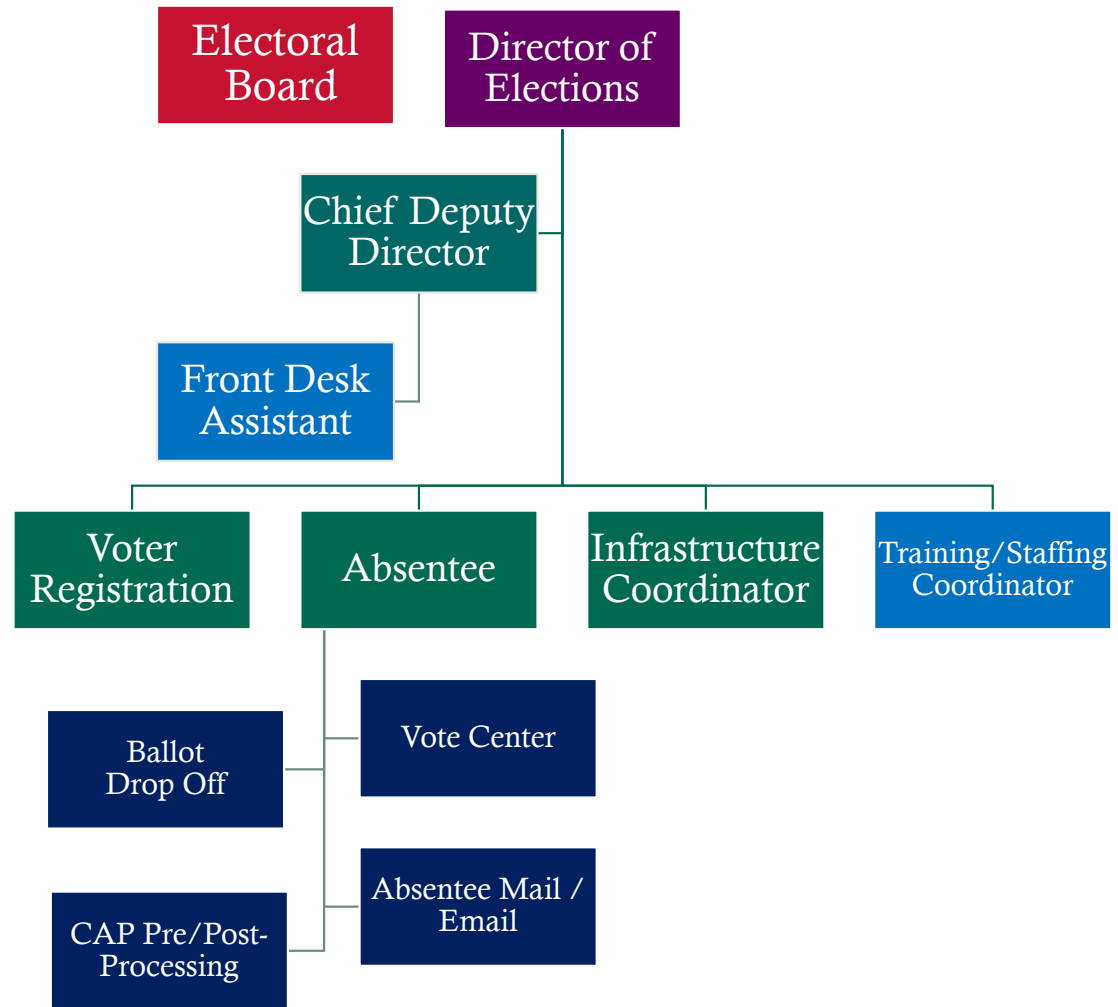 Electoral
Board
Director of
Elections
Chief Deputy
Director
Front Desk
Assistant
Voter
Registration
Absentee
Infrastructure
Coordinator
Training/Staffing
Coordinator
Ballot
Drop Off
Vote Center
CAP Pre/Post-
Processing
Absentee Mail /
Email